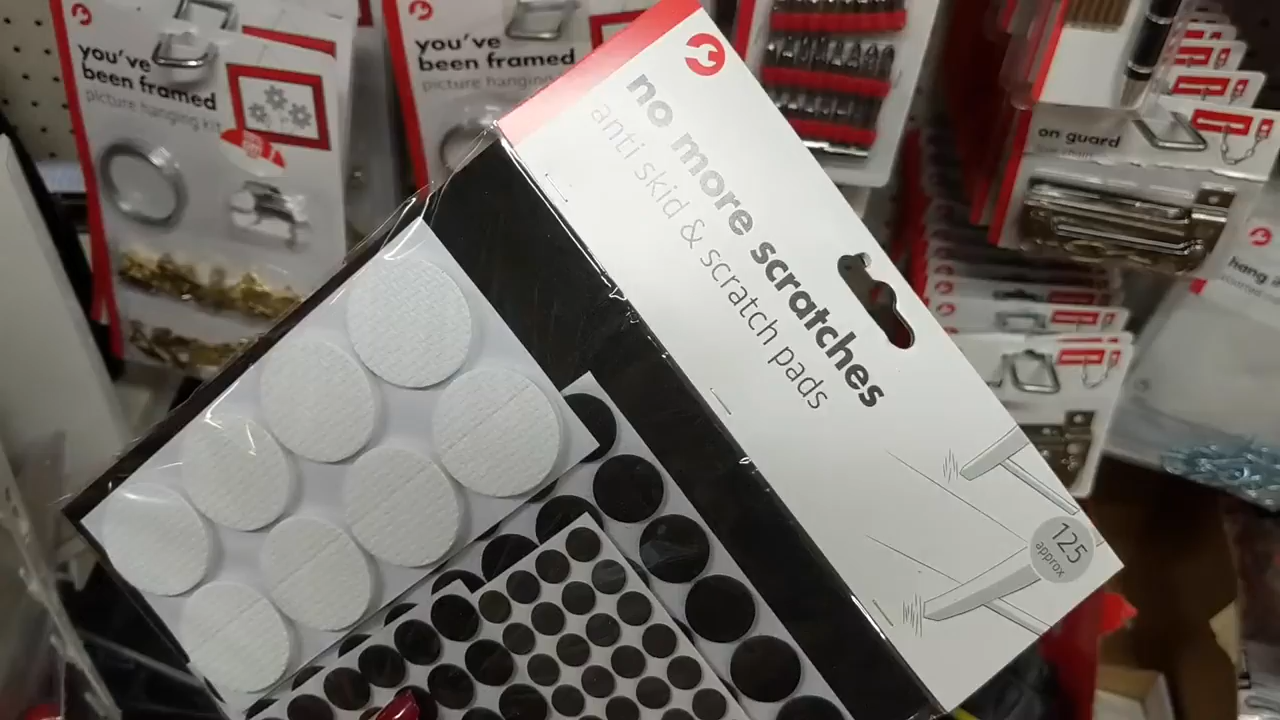 you've
been framed
picture hanging kit
you've
been framed
picture hanging
no more scratches
anti skid & scratch pads
125
approx
on guard
hang